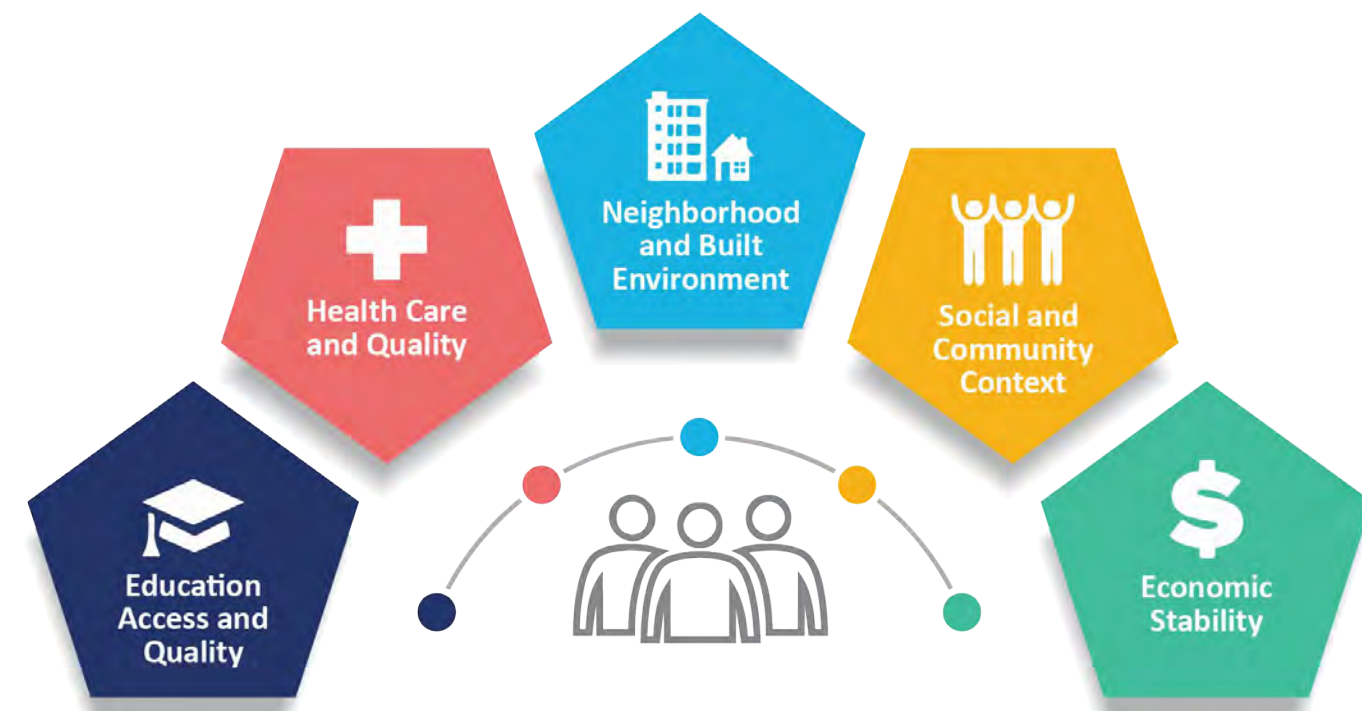 Education
Access and
Quality
Health Care
and Quality
Neighborhood
and Built
Environment
Social and
Community
Context
$
Economic
Stability